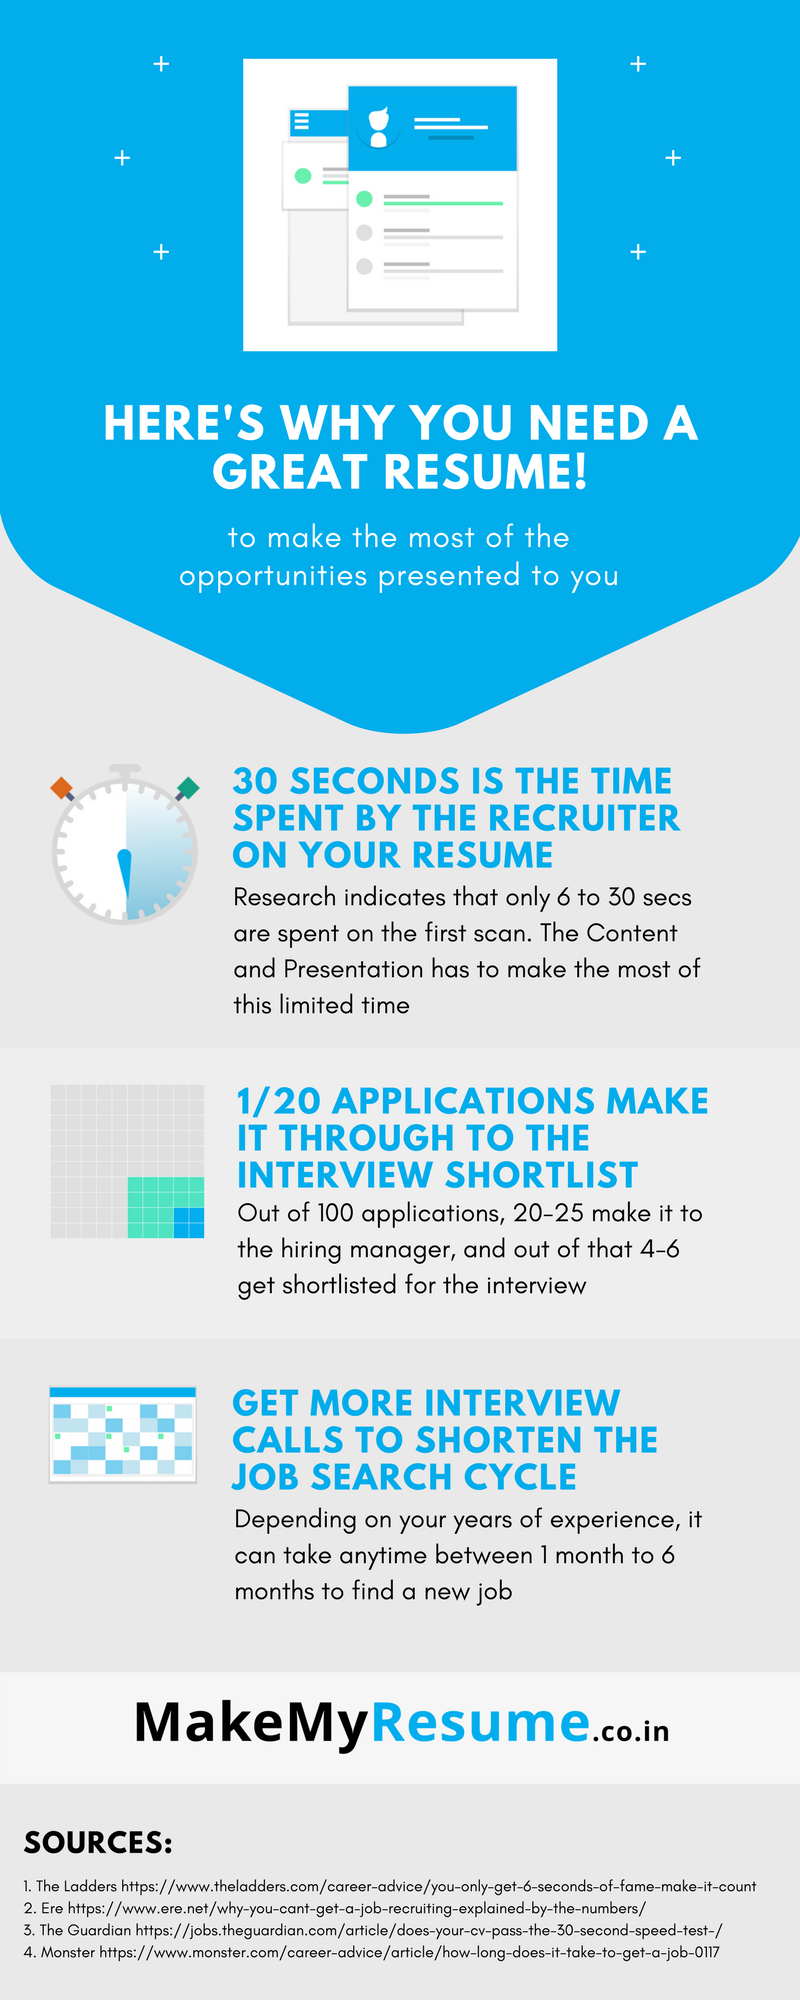 HERE'S WHY YOU NEED A
GREAT RESUME!
to make the most of the
opportunities presented to you
30 SECONDS IS THE TIME
SPENT BY THE RECRUITER
ON YOUR RESUME
Research indicates that only 6 to 30 secs
are spent on the first scan. The Content
and Presentation has to make the most of
this limited time
1/20 APPLICATIONS MAKE
IT THROUGH TO THE
INTERVIEW SHORTLIST
Out of 100 applications, 20-25 make it to
the hiring manager, and out of that 4-6
get shortlisted for the interview
GET MORE INTERVIEW
CALLS TO SHORTEN THE
JOB SEARCH CYCLE
Depending on your years of experience, it
can take anytime between 1 month to 6
months to find a new job
MakeMyResume.co.in
SOURCES:
1. The Ladders https://www.theladders.com/career-advice/you-only-get-6-seconds-of-fame-make-it-count
2. Ere https://www.ere.net/why-you-cant-get-a-job-recruiting-explained-by-the-numbers/
3. The Guardian https://jobs.theguardian.com/article/does-your-cv-pass-the-30-second-speed-test-/
4. Monster https://www.monster.com/career-advice/article/how-long-does-it-take-to-get-a-job-0117